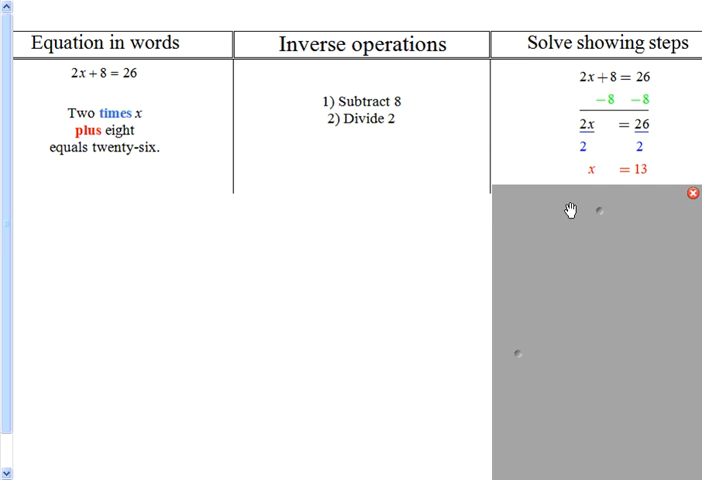 Equation in words
Inverse operations
Solve showing steps
2x + 8 = 26
Two times x
plus eight
equals twenty-six.
1) Subtract 8
2) Divide 2
2x + 8 = 26
−8 −8
2x = 26
2 2
x = 13